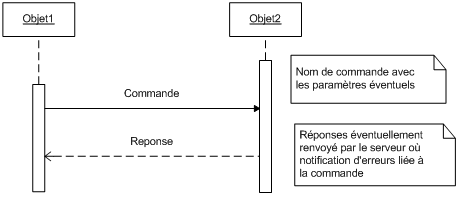 Objet1
Objet2
Commande
Nom de commande avec
les paramètres éventuels
Reponse
Réponses éventuellement
renvoyé par le serveur où
notification d'erreurs liée à
la commande